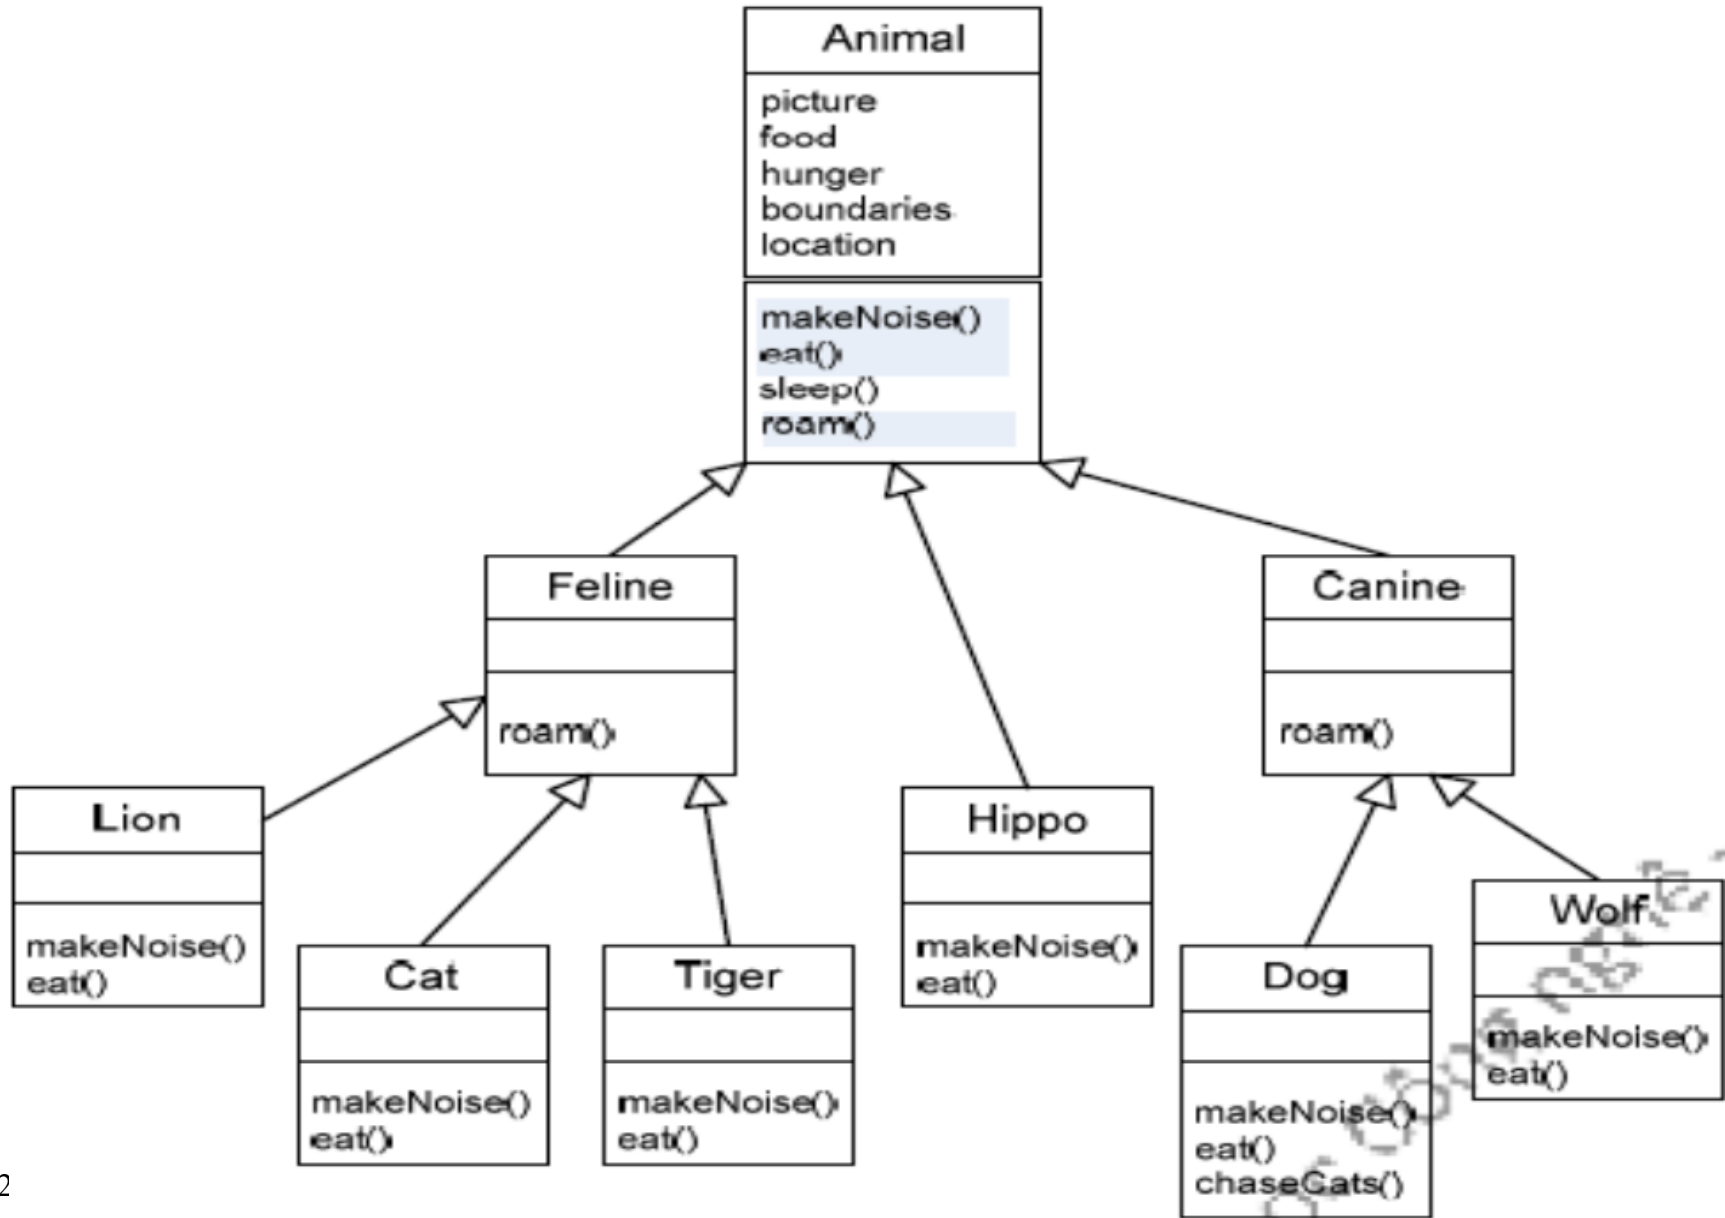 Animal
picture
food
hunger
boundaries
location
makeNoise()
eat()
sleep()
roam()
Feline
roam()
Canine
roam()
Lion
makeNoise()
eat()
Cat
makeNoise()
eat()
Tiger
makeNoise()
eat()
Hippo
makeNoise()
eat()
Dog
makeNoise()
eat()
chaseCats()
Wolf
makeNoise()
eat()
2